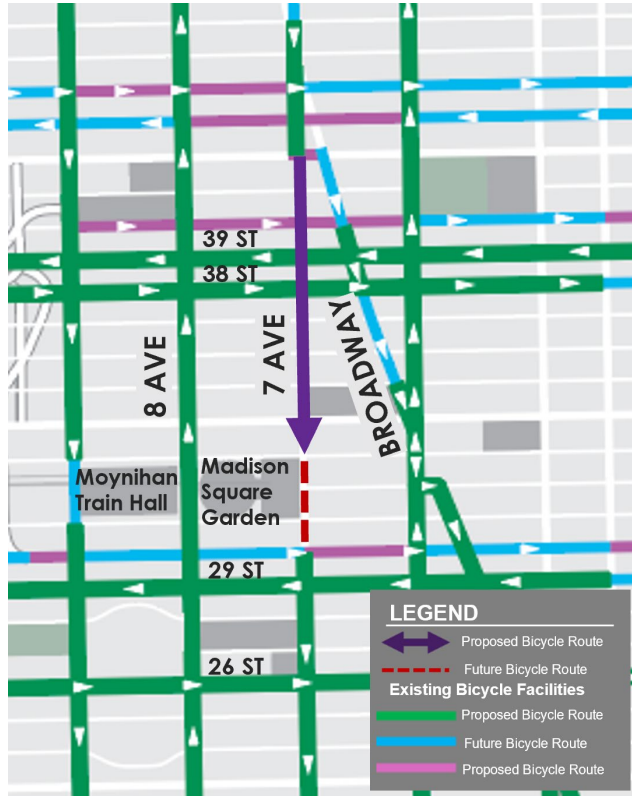 39 ST
38 ST
8 AVE
7 AVE
BROADWAY
Moynihan
Train Hall
Madison
Square
Garden
29 ST
26 ST
LEGEND
Proposed Bicycle Route
Future Bicycle Route
Existing Bicycle Facilities
Proposed Bicycle Route
Future Bicycle Route
Proposed Bicycle Route